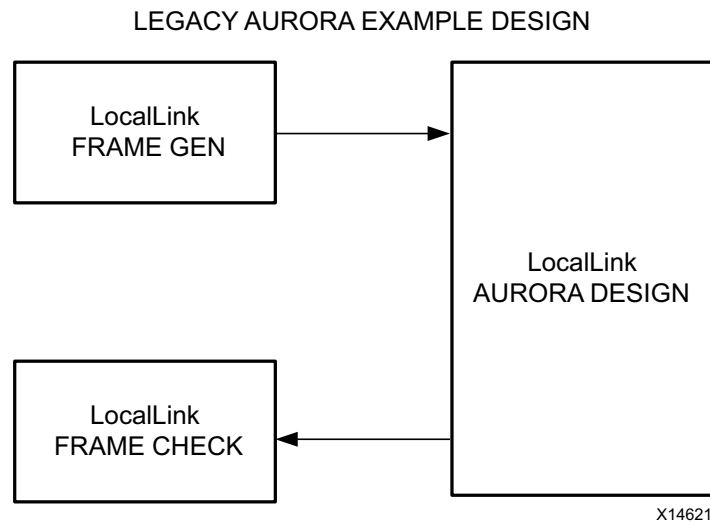 LEGACY AURORA EXAMPLE DESIGN
LocalLink
FRAME GEN
LocalLink
AURORA DESIGN
LocalLink
FRAME CHECK
X14621